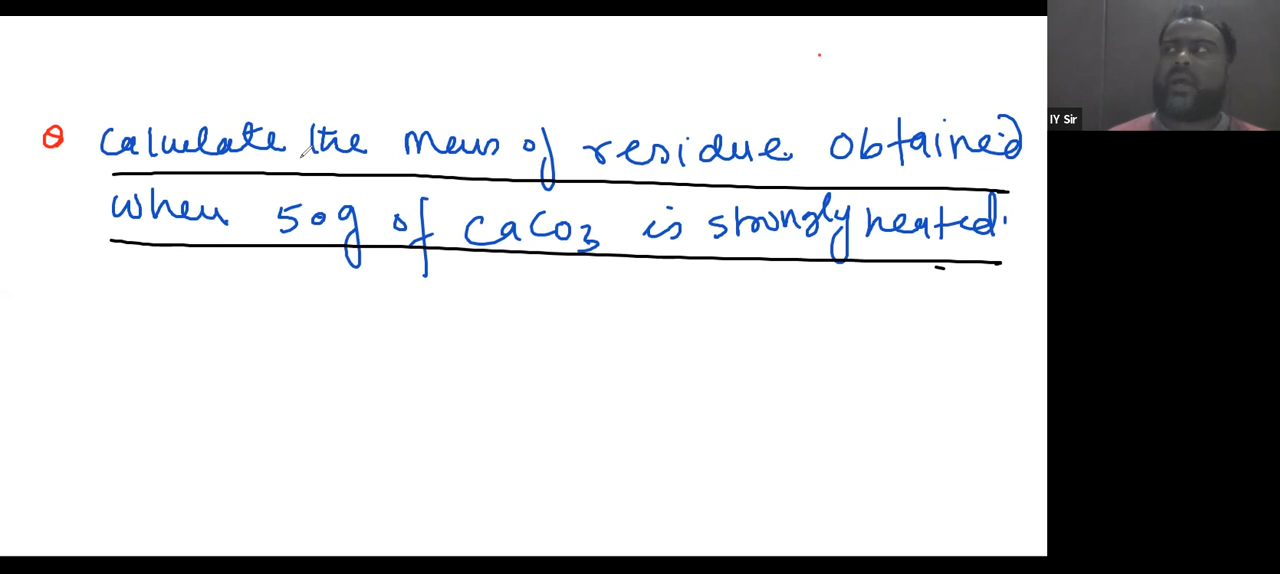 Q Calculate the Mass of residue obtained
when 50g of CaCO3 is strongly heated.
IY Sir